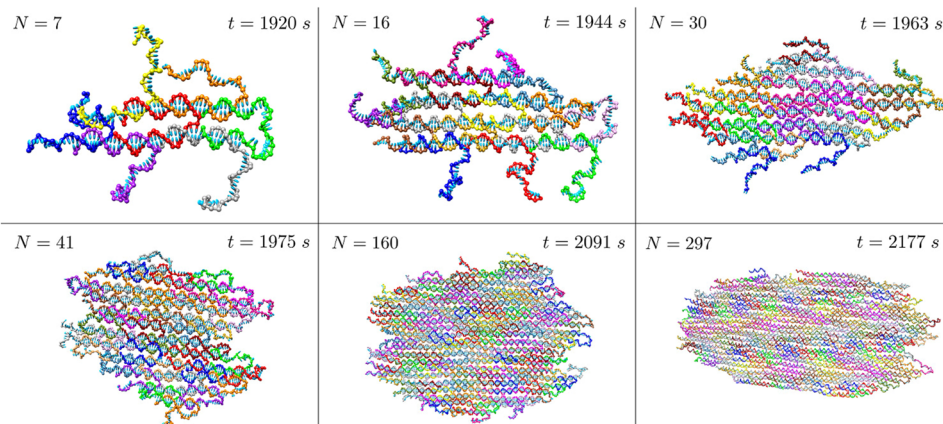 N = 7 t = 1920 s
N = 16 t = 1944 s
N = 30 t = 1963 s
N = 41 t = 1975 s
N = 160 t = 2091 s
N = 297 t = 2177 s